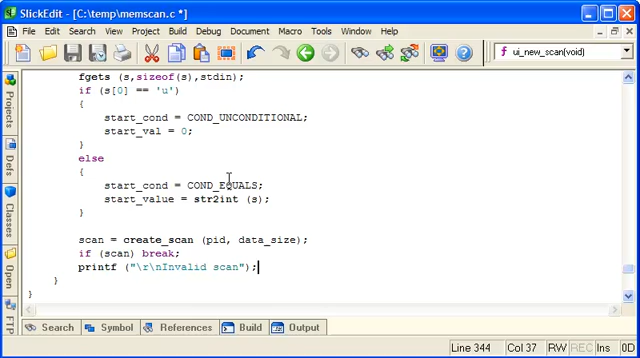 SlickEdit - [C:\temp\memscan.c *]
File Edit Search View Project Build Debug Document Macro Tools Window Help
ui_new_scan(void)
fgets (s,sizeof(s),stdin);
if (s[0] == 'u')
{
start_cond = COND_UNCONDITIONAL;
start_val = 0;
}
else
{
start_cond = COND_EQUALS;
start_value = str2int (s);
}
scan = create_scan (pid, data_size);
if (scan) break;
printf ("\r\nInvalid scan");
}
}
Projects
Defs
Classes
Open
FTP
Search Symbol References Build Output
Line 344 Col 37 RW REC Ins 0D